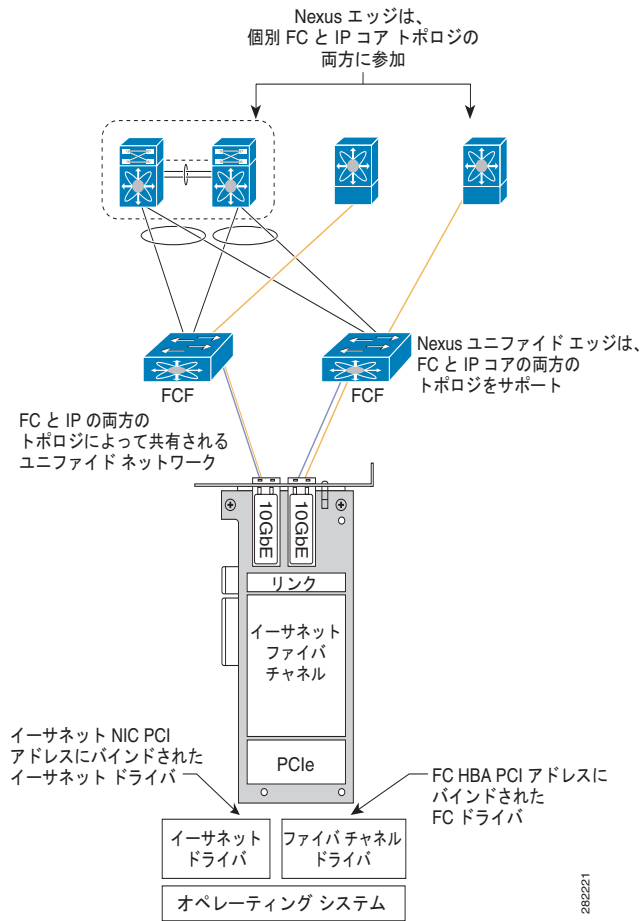 Nexus エッジは、
個別 FC と IP コア トポロジの
両方に参加
FCF
FCF
Nexus ユニファイド エッジは、
FC と IP コアの両方の
トポロジをサポート
FC と IP の両方の
トポロジによって共有される
ユニファイド ネットワーク
10GbE
10GbE
リンク
イーサネット
ファイバ
チャネル
PCIe
イーサネット NIC PCI
アドレスにバインドされた
イーサネット ドライバ
FC HBA PCI アドレスに
バインドされた
FC ドライバ
イーサネット
ドライバ
ファイバ チャネル
ドライバ
オペレーティング システム
282221